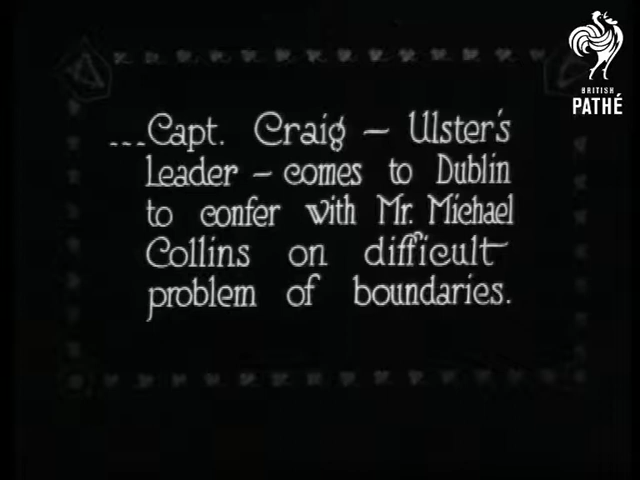 BRITISH
PATHÉ
...Capt. Craig — Ulster's
Leader — comes to Dublin
to confer with Mr. Michael
Collins on difficult
problem of boundaries.